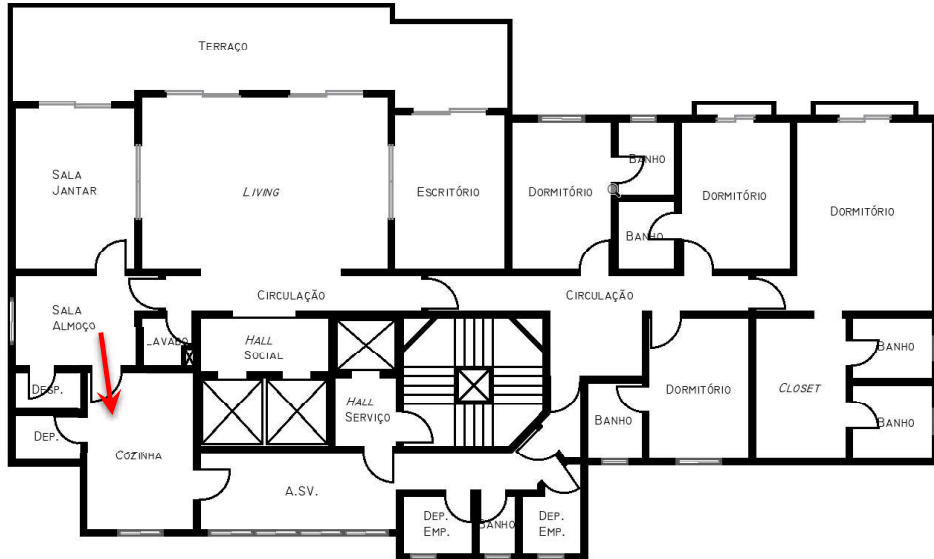 TERRAÇO
SALA
JANTAR
LIVING
ESCRITÓRIO
DORMITÓRIO
BANHO
BANHO
DORMITÓRIO
DORMITÓRIO
SALA
ALMOÇO
CIRCULAÇÃO
CIRCULAÇÃO
LAVABO
HALL
SOCIAL
DESP.
HALL
SERVIÇO
DORMITÓRIO
CLOSET
BANHO
BANHO
BANHO
DEP.
COZINHA
A.SV.
DEP.
EMP.
BANHO
DEP.
EMP.